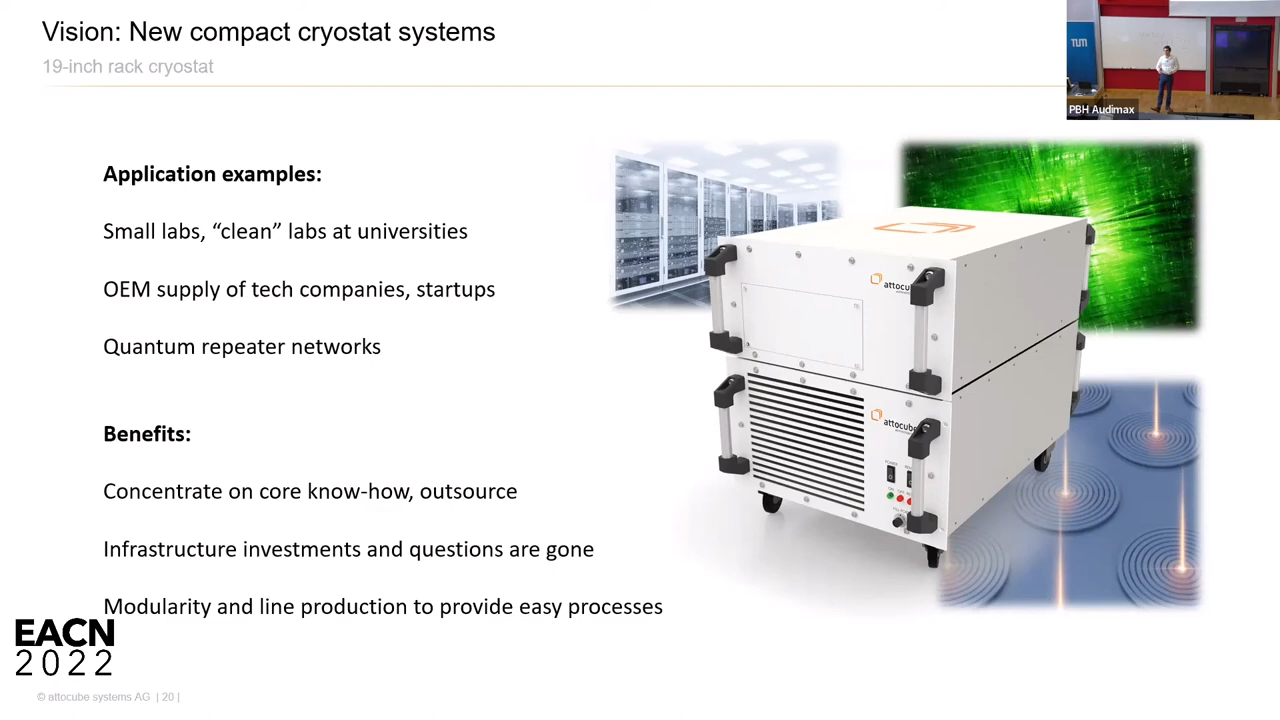 Vision: New compact cryostat systems
19-inch rack cryostat
TUM
PBH Audimax
Application examples:
Small labs, “clean” labs at universities
OEM supply of tech companies, startups
Quantum repeater networks
Benefits:
Concentrate on core know-how, outsource
Infrastructure investments and questions are gone
Modularity and line production to provide easy processes
attocube
attocube
POWER
ON
EACN
2022
© attocube systems AG | 20 |